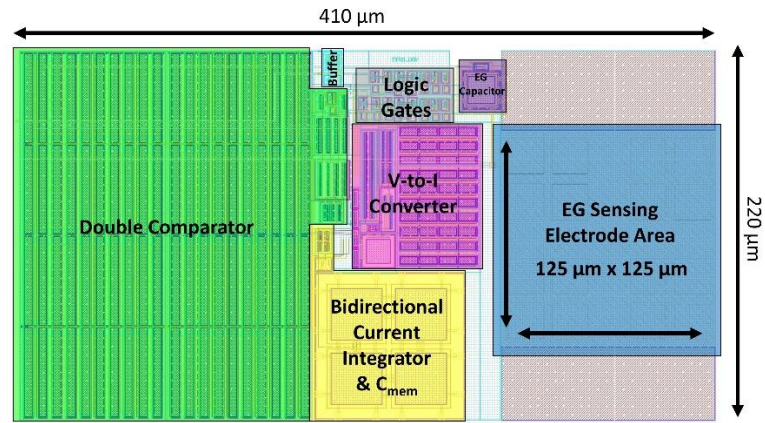 410 µm
Buffer
Logic
Gates
EG
Capacitor
V-to-I
Converter
Double Comparator
EG Sensing
Electrode Area
125 µm x 125 µm
220 µm
Bidirectional
Current
Integrator
& Cmem